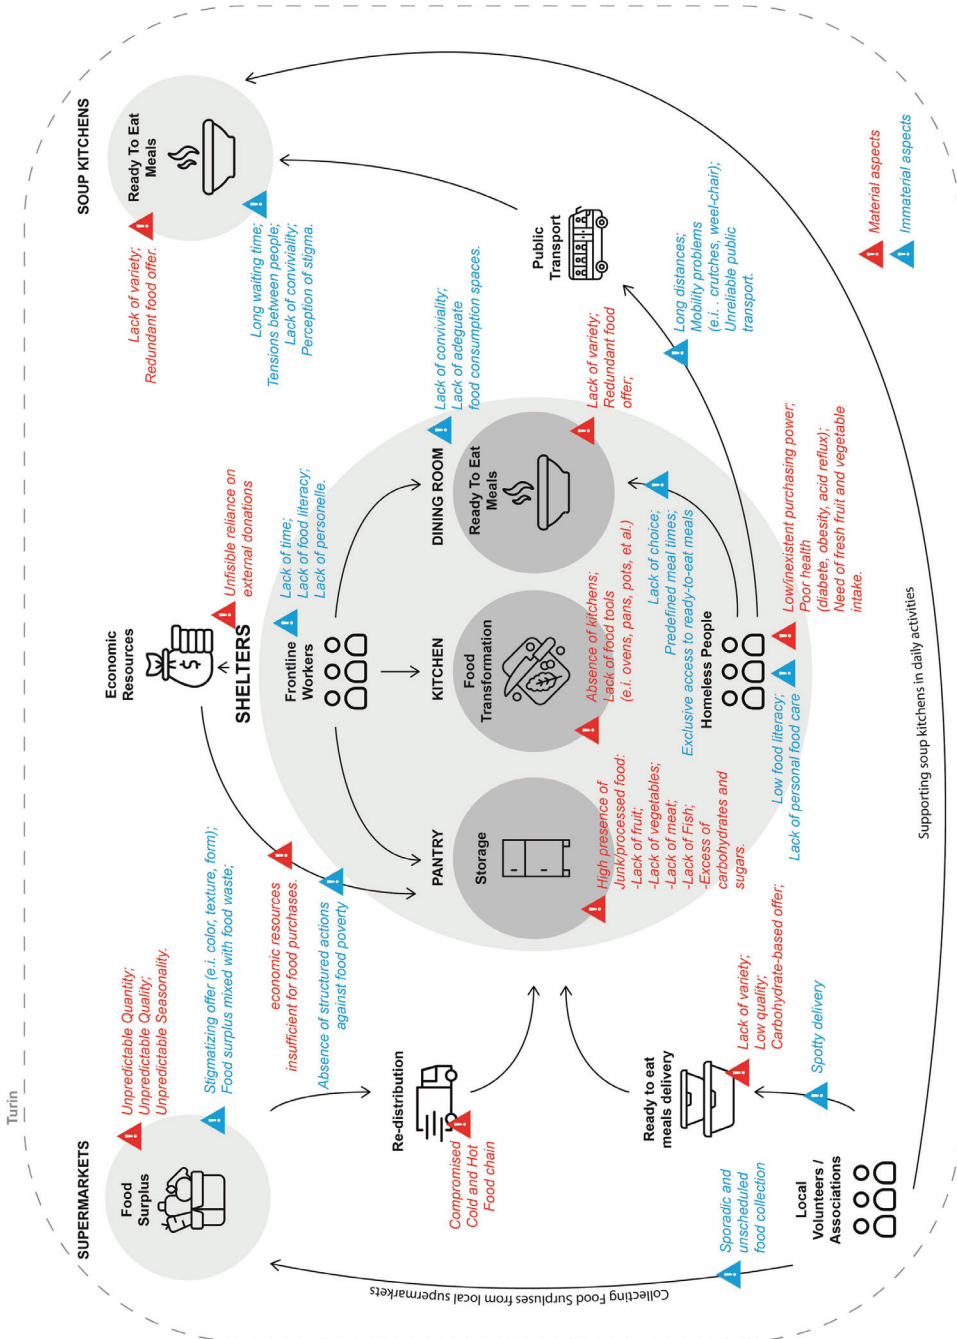 Turin
SUPERMARKETS
Food
Surplus
Unpredictable Quantity;
Unpredictable Quality;
Unpredictable Seasonality.
Stigmatizing offer (e.i. color, texture, form);
Food surplus mixed with food waste;
Economic
Resources
Unfisible reliance on
external donations
economic resources
insufficient for food purchases.
Absence of structured actions
against food poverty
SOUP KITCHENS
Ready To Eat
Meals
Lack of variety;
Redundant food offer.
Long waiting time;
Tensions between people;
Lack of conviviality;
Perception of stigma.
SHELTERS
Frontline
Workers
Lack of time;
Lack of food literacy;
Lack of personelle.
Re-distribution
Compromised
Cold and Hot
Food chain
PANTRY
Storage
High presence of
Junk/processed food:
-Lack of fruit;
-Lack of vegetables;
-Lack of meat;
-Lack of Fish;
-Excess of
carbohydrates and
sugars.
KITCHEN
Food
Transformation
Absence of kitchens;
Lack of food tools
(e.i. ovens, pans, pots, et al.)
DINING ROOM
Ready To Eat
Meals
Lack of conviviality;
Lack of adeguate
food consumption spaces.
Lack of variety;
Redundant food
offer;
Public
Transport
Long distances;
Mobility problems
(e.i. . crutches, weel-chair);
Unreliable public
transport.
Lack of choice;
Predefined meal times;
Exclusive access to ready-to-eat meals
Homeless People
Low food literacy;
Lack of personal food care
Low/inexistent purchasing power;
Poor health
(diabete, obesity, acid reflux);
Need of fresh fruit and vegetable
intake.
Ready to eat
meals delivery
Lack of variety;
Low quality;
Carbohydrate-based offer;
Spotty delivery
Local
Volunteers /
Associations
Sporadic and
unscheduled
food collection
Collecting Food Surpluses from local supermarkets
Supporting soup kitchens in daily activities
Material aspects
Immaterial aspects